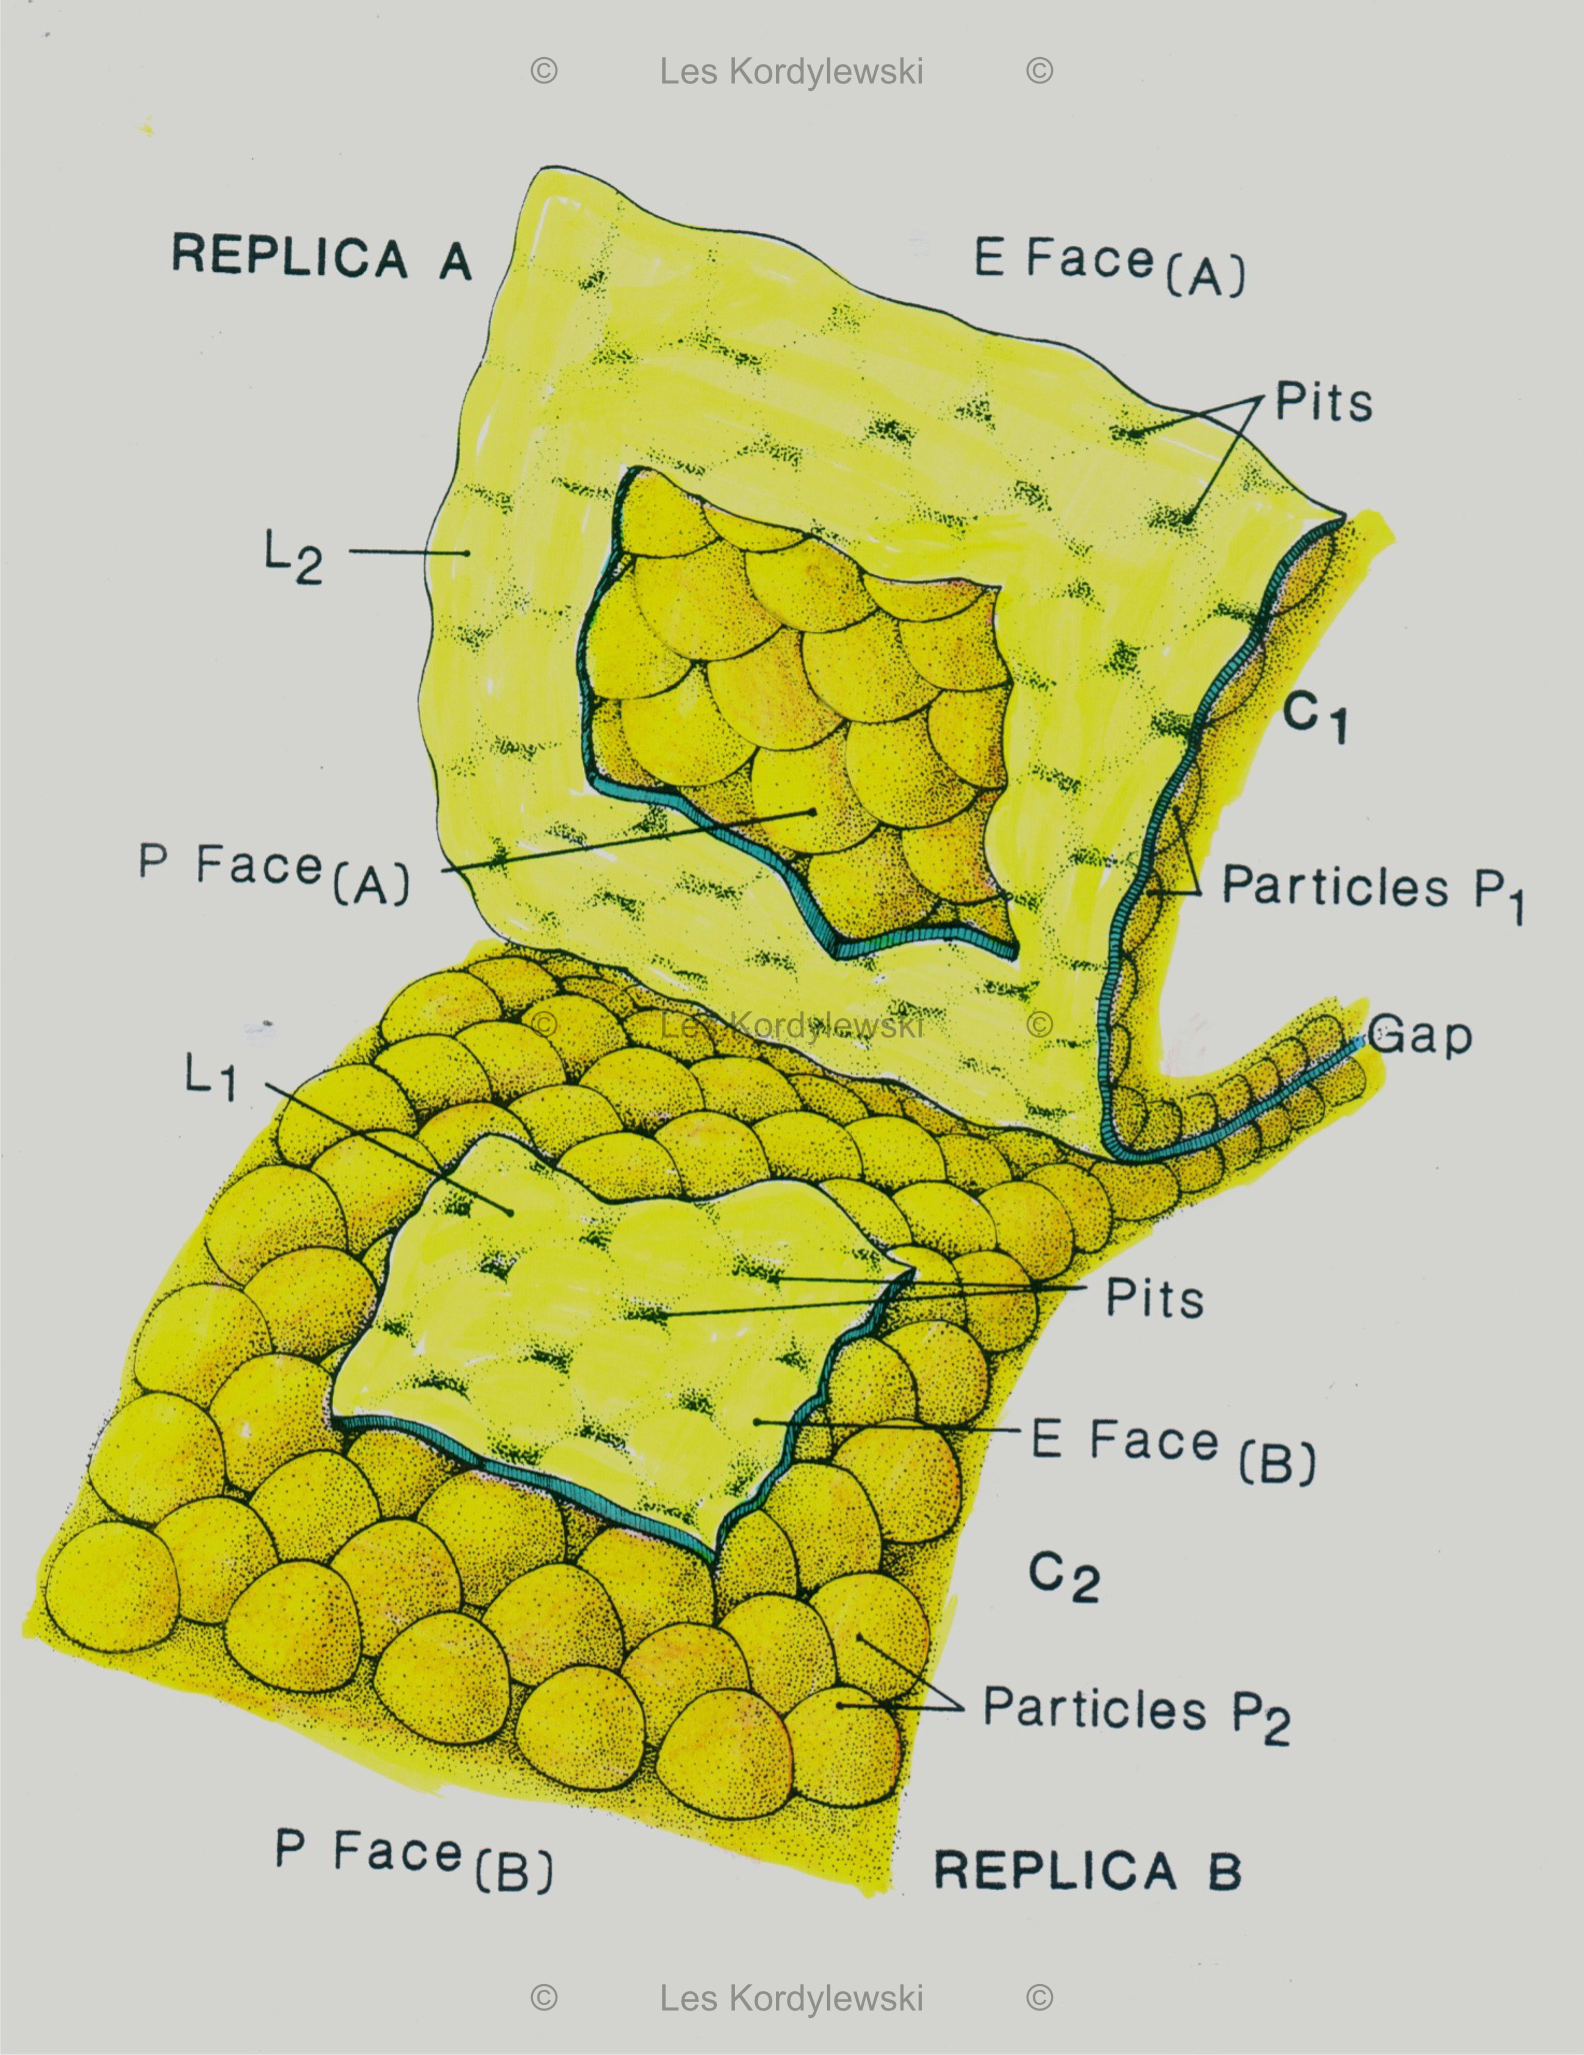 © Les Kordylewski ©
REPLICA A
E Face(A)
Pits
L2
C1
P Face(A)
Particles P1
© Les Kordylewski ©
Gap
L1
Pits
E Face (B)
C2
Particles P2
P Face(B)
REPLICA B
© Les Kordylewski ©